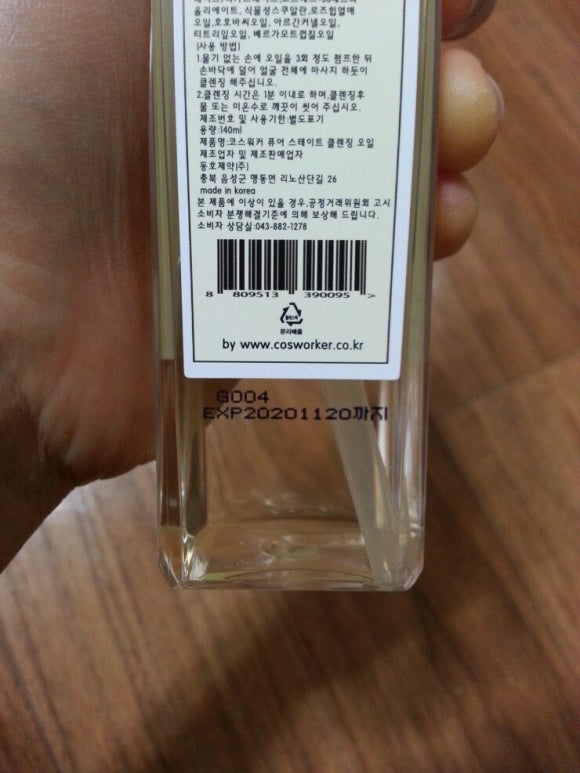 올리에이트, 식물성스쿠알란,로즈힙열매
오일,호호바씨오일, 아르간커넬오일,
티트리잎오일, 베르가모트껍질오일
(사용 방법)
1.물기 없는 손에 오일을 3회 정도 펌프한 뒤
손바닥에 덜어 얼굴 전체에 마사지 하듯이
클렌징 해주십니오.
2.클렌징 시간은 1분 이내로 하며,클렌징후
물 또는 미온수로 깨끗이 씻어 주십시오.
제조번호 및 사용기한:별도표기
용량:140ml
제품명:코스워커 퓨어 스테이트 클렌징 오일
제조업자 및 제조판매업자
동호제약(주)
충북 음성군 맹동면 리노산단길 26
made in korea
본 제품에 이상이 있을 경우,공정거래위원회 고시
소비자 분쟁해결기준에 의해 보상해 드립니다.
소비자 상담실:043-882-1278
8 809513 390095 >
분리배출
by www.cosworker.co.kr
G004
EXP20201120까지